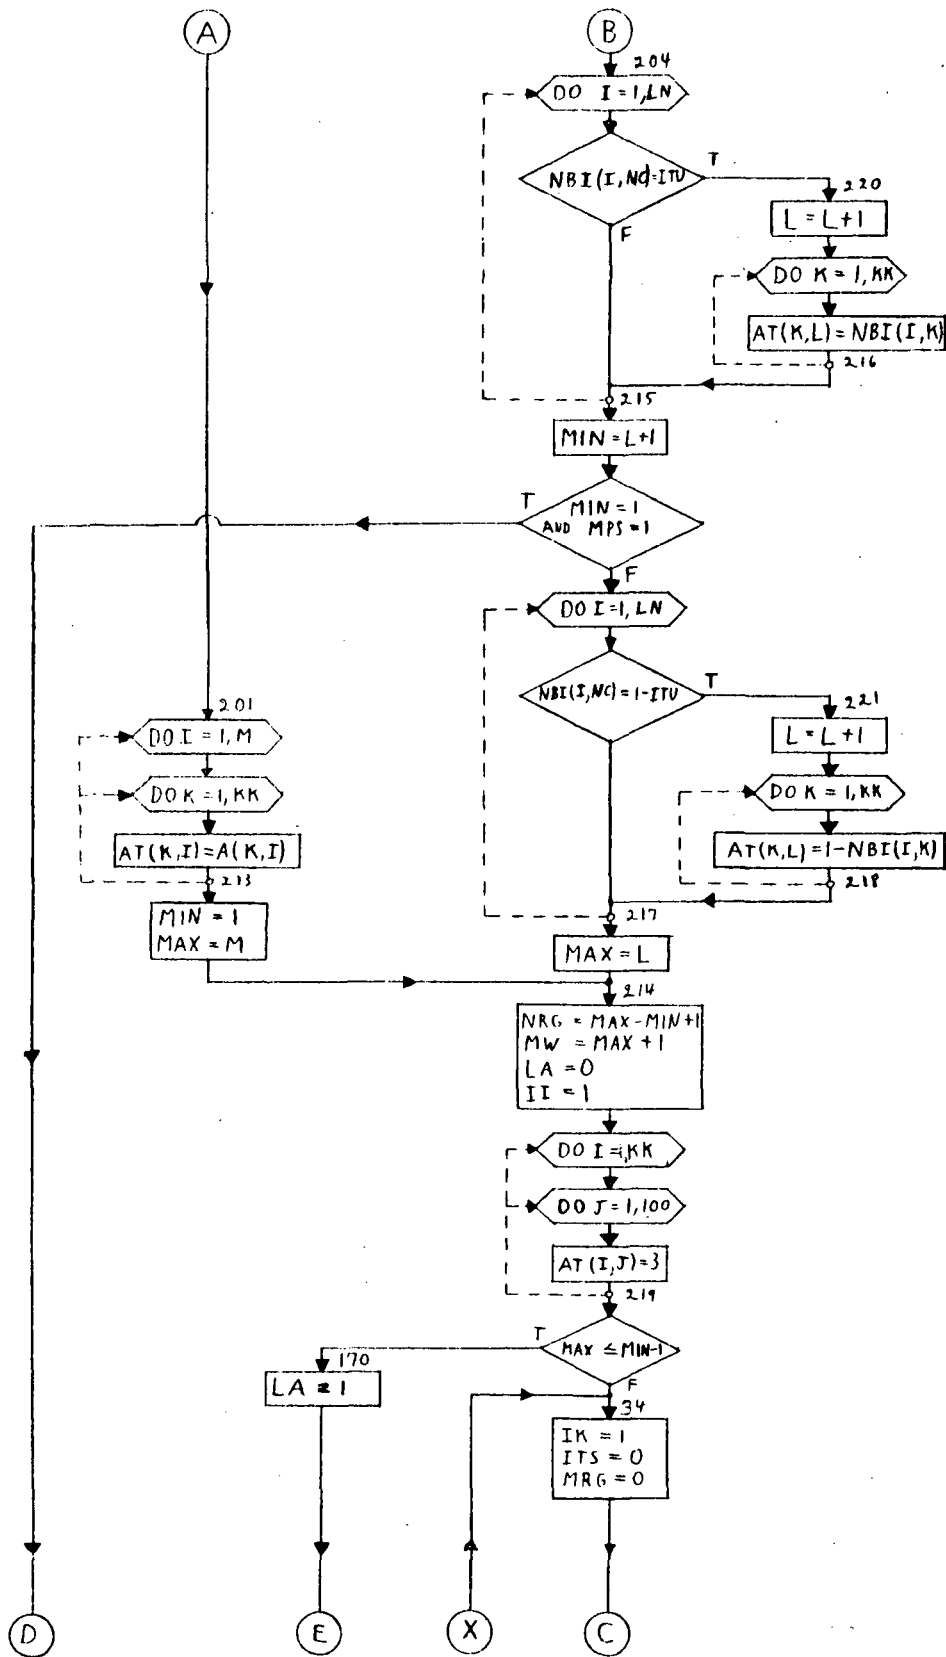 A
B
204
DO I = 1, LN
NBI(I,NC)=ITU
T
F
220
L = L+1
DO K = 1, KK
AT(K,L)=NBI(I,K)
216
215
MIN = L+1
T
MIN = 1
AND MPS = 1
F
DO I = 1, LN
NBI(I,NC) = 1-ITU
T
221
L = L+1
DO K = 1, KK
AT(K,L)=1-NBI(I,K)
218
217
MAX = L
201
DO I = 1, M
DO K = 1, KK
AT(K,I)=A(K,I)
213
MIN = 1
MAX = M
214
NRG = MAX-MIN+1
MW = MAX+1
LA = 0
II = 1
DO I = 1, KK
DO J = 1, 100
AT(I,J)=3
219
T
MAX ≤ MIN-1
F
170
LA = 1
34
IK = 1
ITS = 0
MRG = 0
D
E
X
C